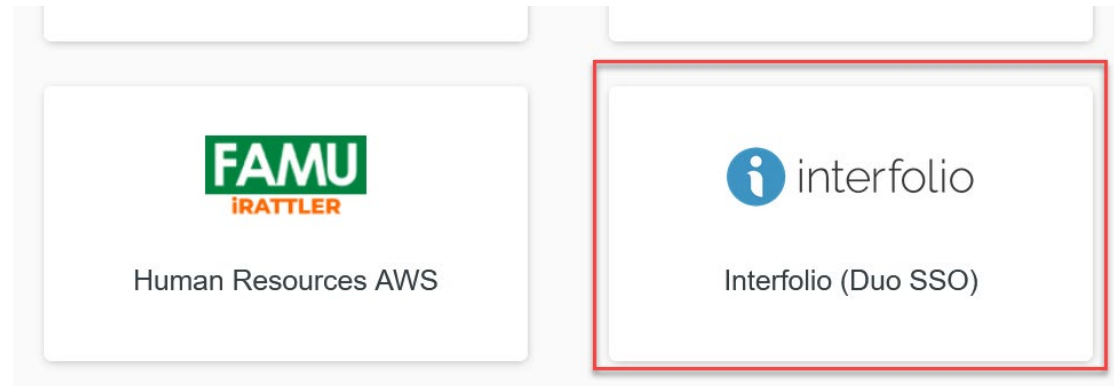 FAMU
iRATTLER
Human Resources AWS
interfolio
Interfolio (Duo SSO)